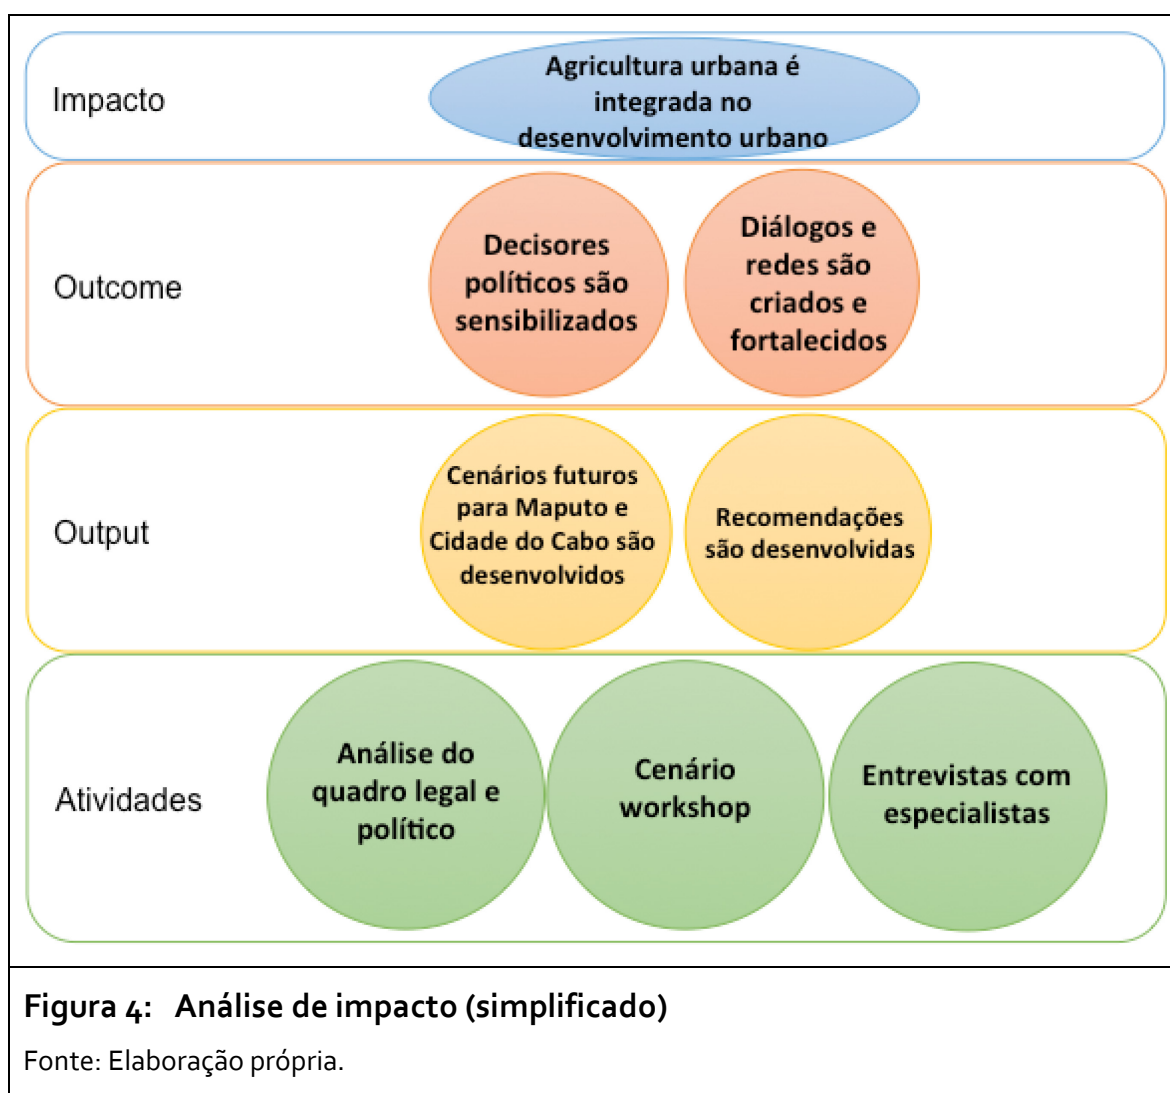 Impacto
Agricultura urbana é
integrada no
desenvolvimento urbano
Outcome
Decisores
políticos são
sensibilizados
Diálogos e
redes são
criados e
fortalecidos
Output
Cenários futuros
para Maputo e
Cidade do Cabo são
desenvolvidos
Recomendações
são desenvolvidas
Atividades
Análise do
quadro legal e
político
Cenário
workshop
Entrevistas com
especialistas
Figura 4: Análise de impacto (simplificado)
Fonte: Elaboração própria.